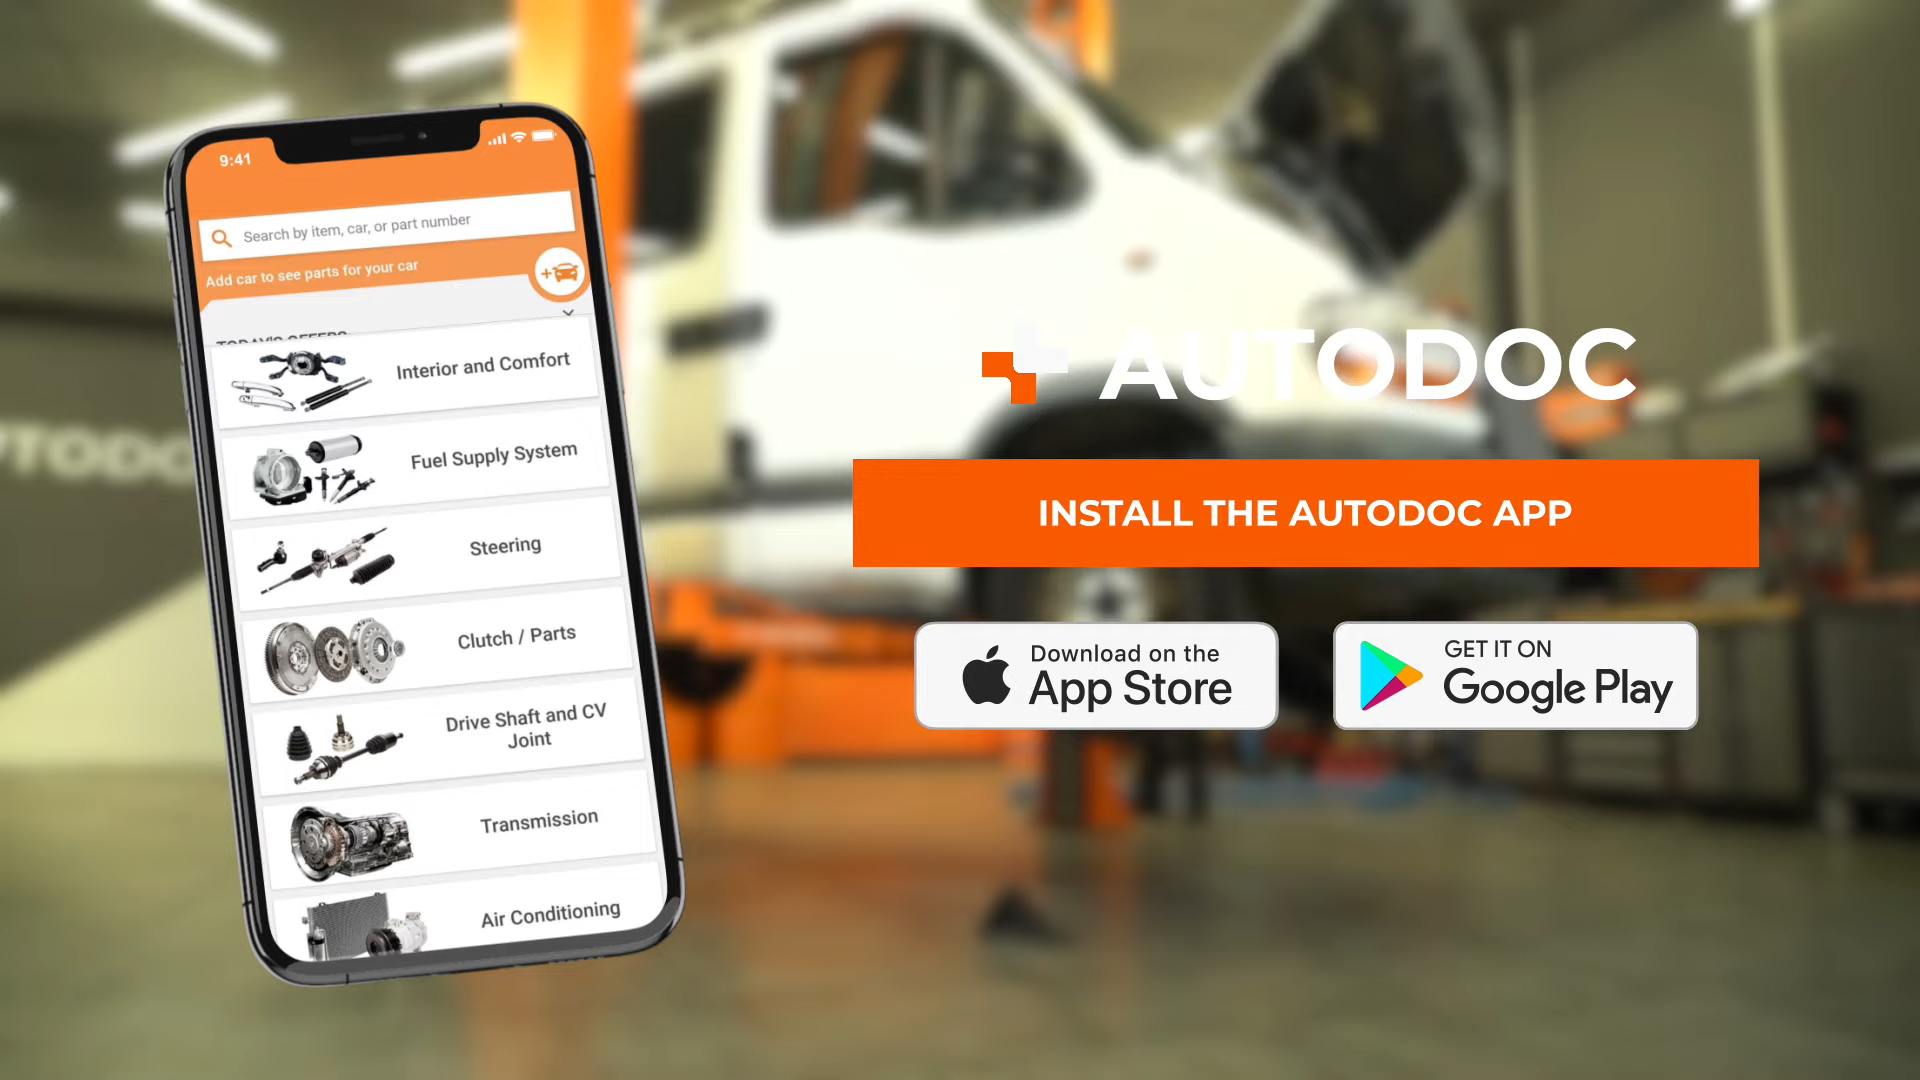 9:41
Search by item, car, or part number
Add car to see parts for your car
TODAY'S OFFERS
Interior and Comfort
Fuel Supply System
Steering
Clutch / Parts
Drive Shaft and CV
Joint
Transmission
Air Conditioning
AUTODOC
INSTALL THE AUTODOC APP
Download on the
App Store
GET IT ON
Google Play